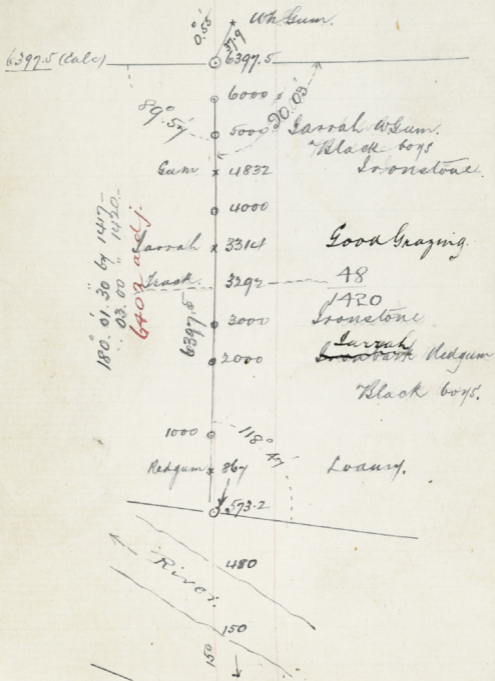 Wh Gum.
0.55
37.9
6397.5 (Calc)
6397.5
6000
90.03'
89°.57'
5000 Jarrah W Gum.
Black boys
Gum 4832 Ironstone
4000
180.01.30 by 1417
" 03.00 " 1420
6402 adj.
Jarrah 3314 Good Grazing.
Track. 3292 48
1420
6397.5
3000 Ironstone
2000 Jarrah
Ironbark Redgum
Black boys.
1000
118°.47'
Redgum 867 Loamy.
573.2
480
River.
150
150